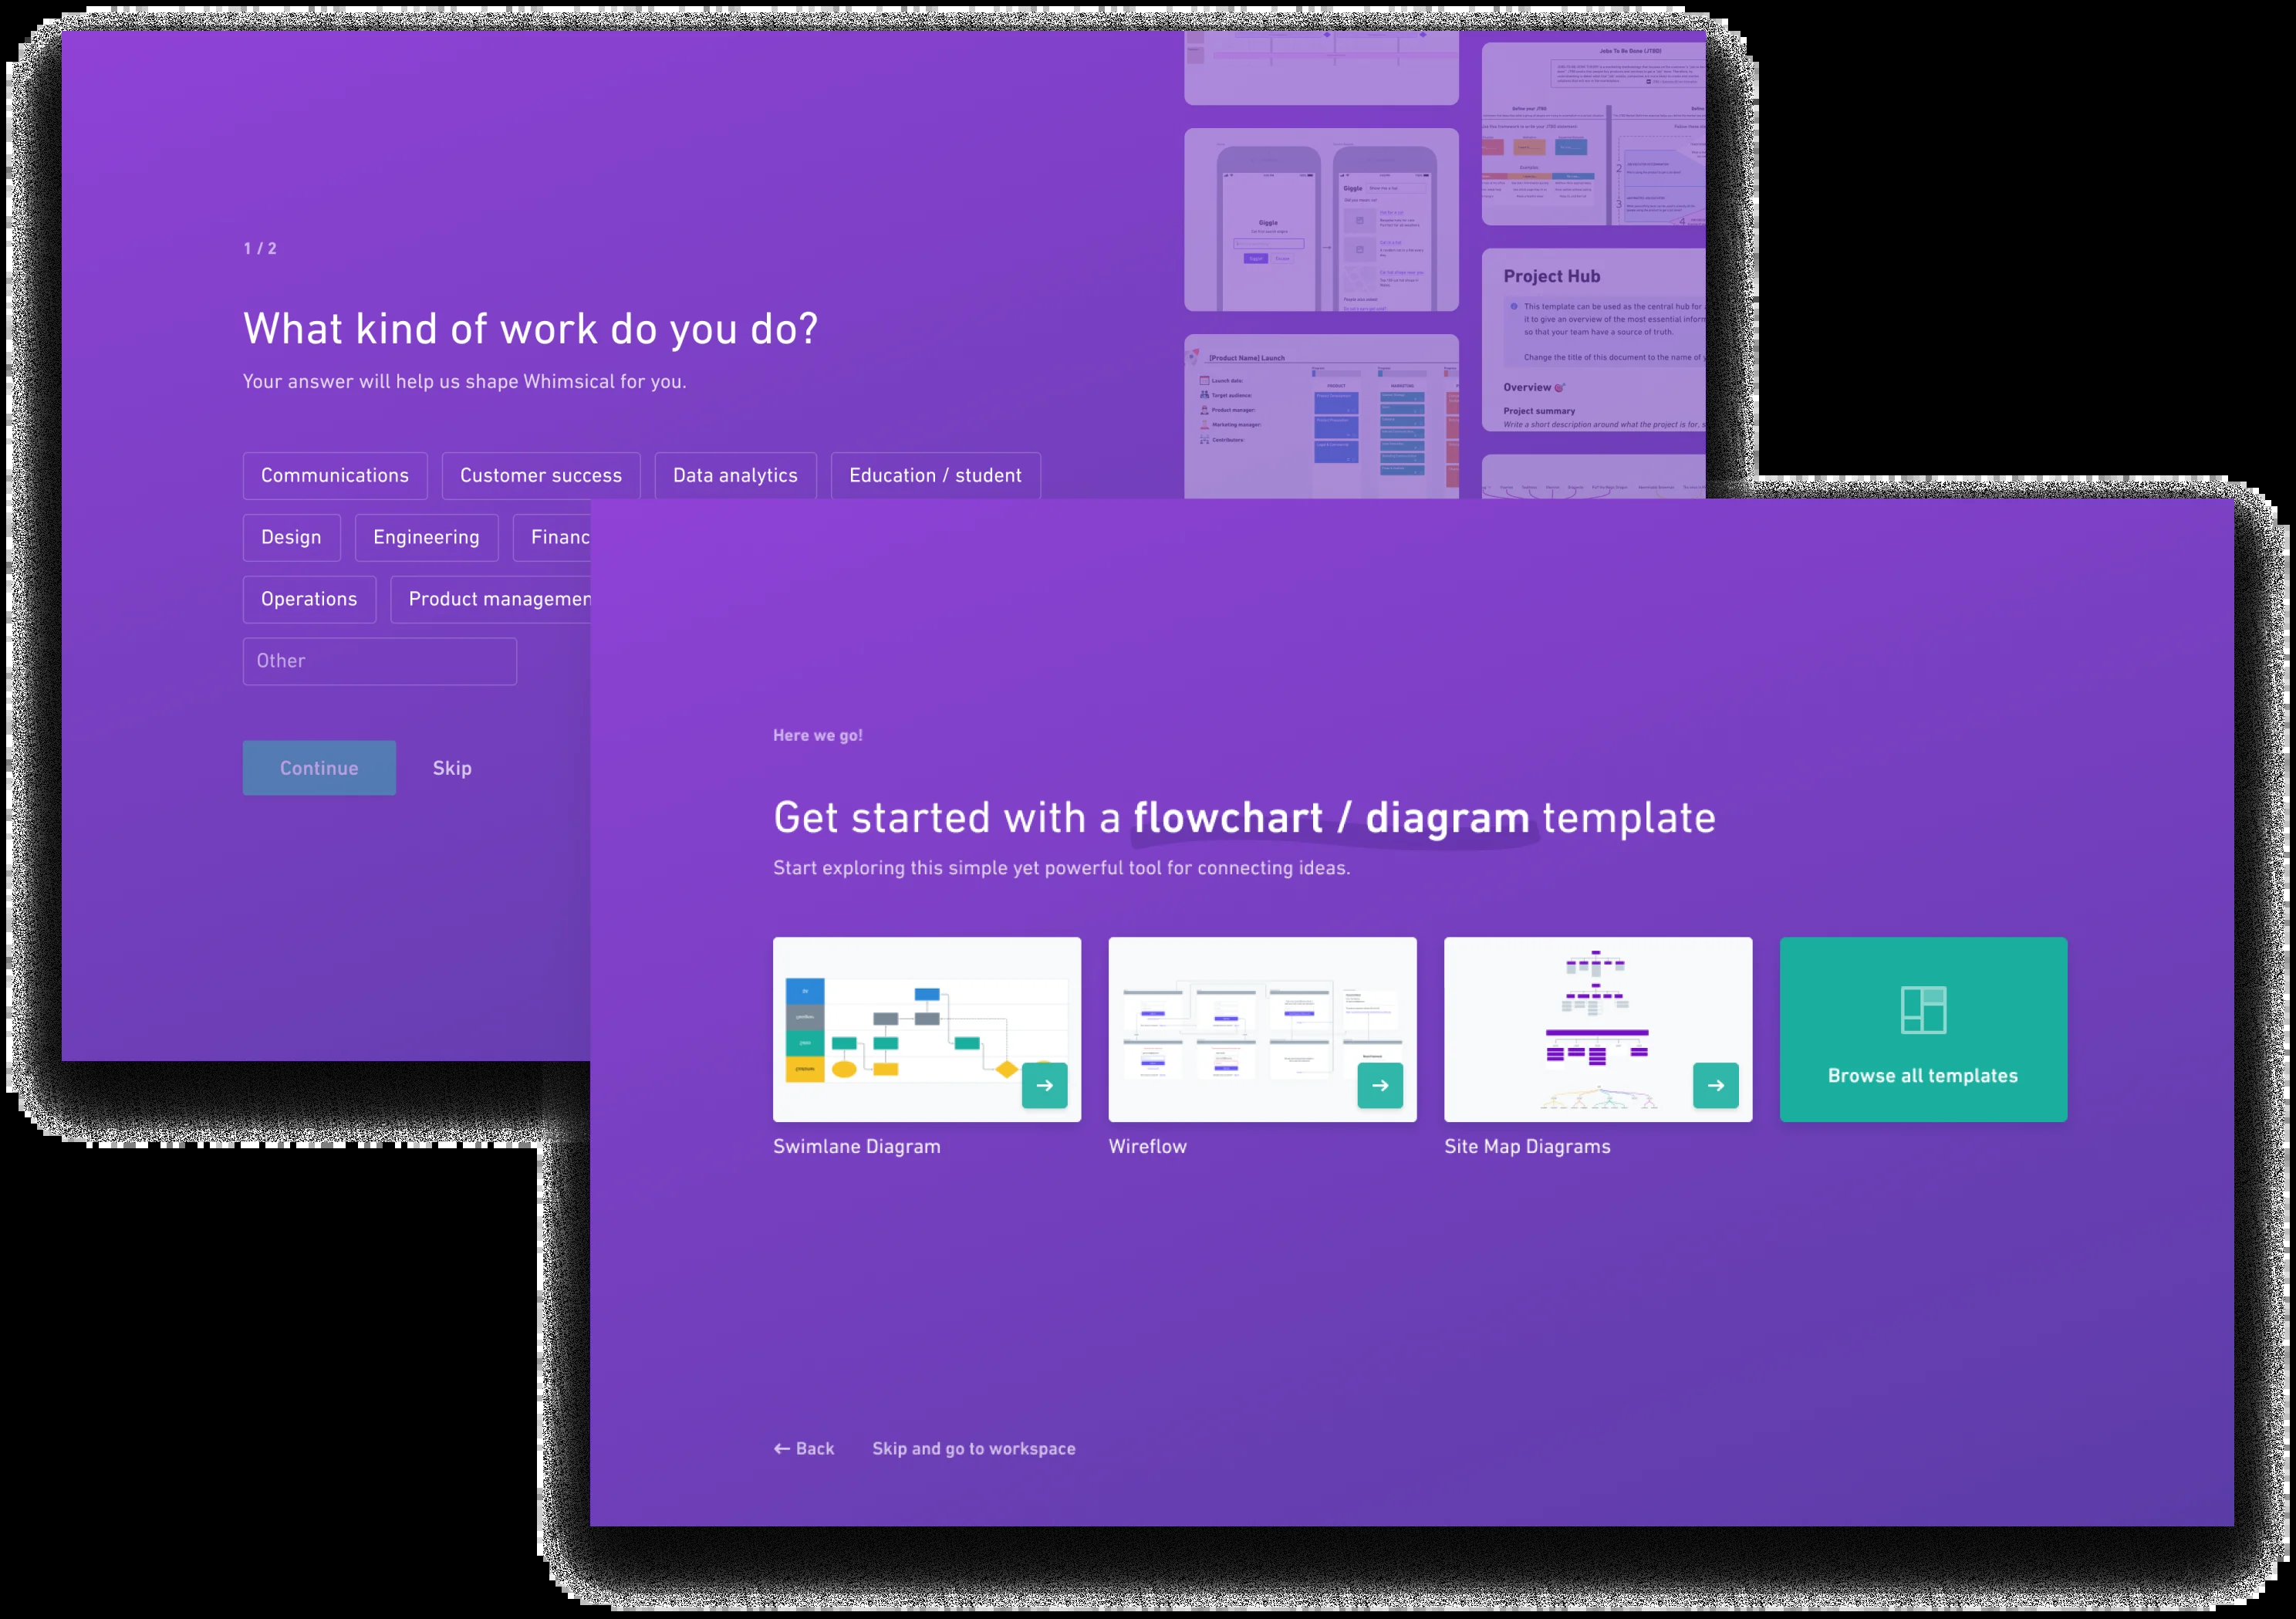 1 / 2
What kind of work do you do?
Your answer will help us shape Whimsical for you.
Communications
Customer success
Data analytics
Education / student
Design
Engineering
Financ
Operations
Product managemen
Other
Continue
Skip
Giggle
Giggle
[Product Name] Launch
Launch date:
Target audience:
Product manager:
Marketing manager:
Contributors:
PRODUCT
MARKETING
Jobs To Be Done (JTBD)
Define your JTBD
2
3
4
Project Hub
This template can be used as the central hub for
it to give an overview of the most essential inform
so that your team have a source of truth.
Change the title of this document to the name of y
Overview
Project summary
Write a short description around what the project is for, s
Here we go!
Get started with a flowchart / diagram template
Start exploring this simple yet powerful tool for connecting ideas.
Swimlane Diagram
Wireflow
Site Map Diagrams
Browse all templates
← Back
Skip and go to workspace